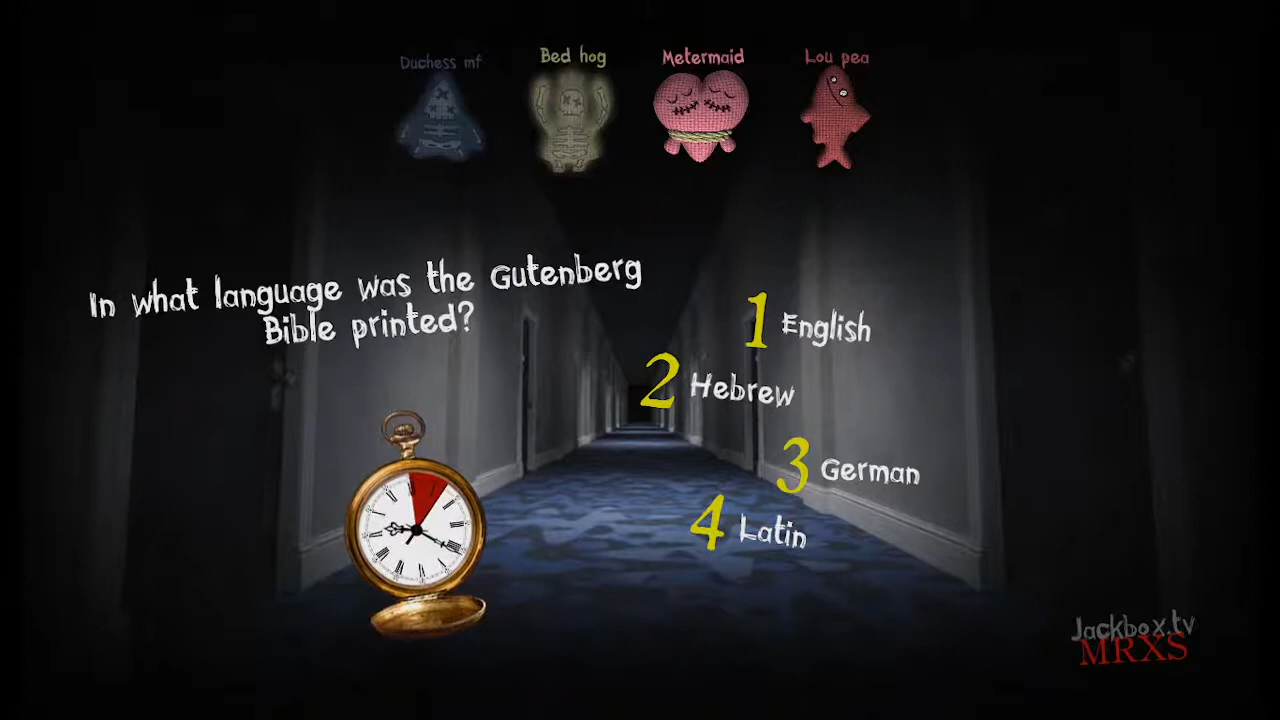 Duchess mf
Bed hog
Metermaid
Lou pea
In what language was the Gutenberg
Bible printed?
1 English
2 Hebrew
3 German
4 Latin
Jackbox.tv
MRXS